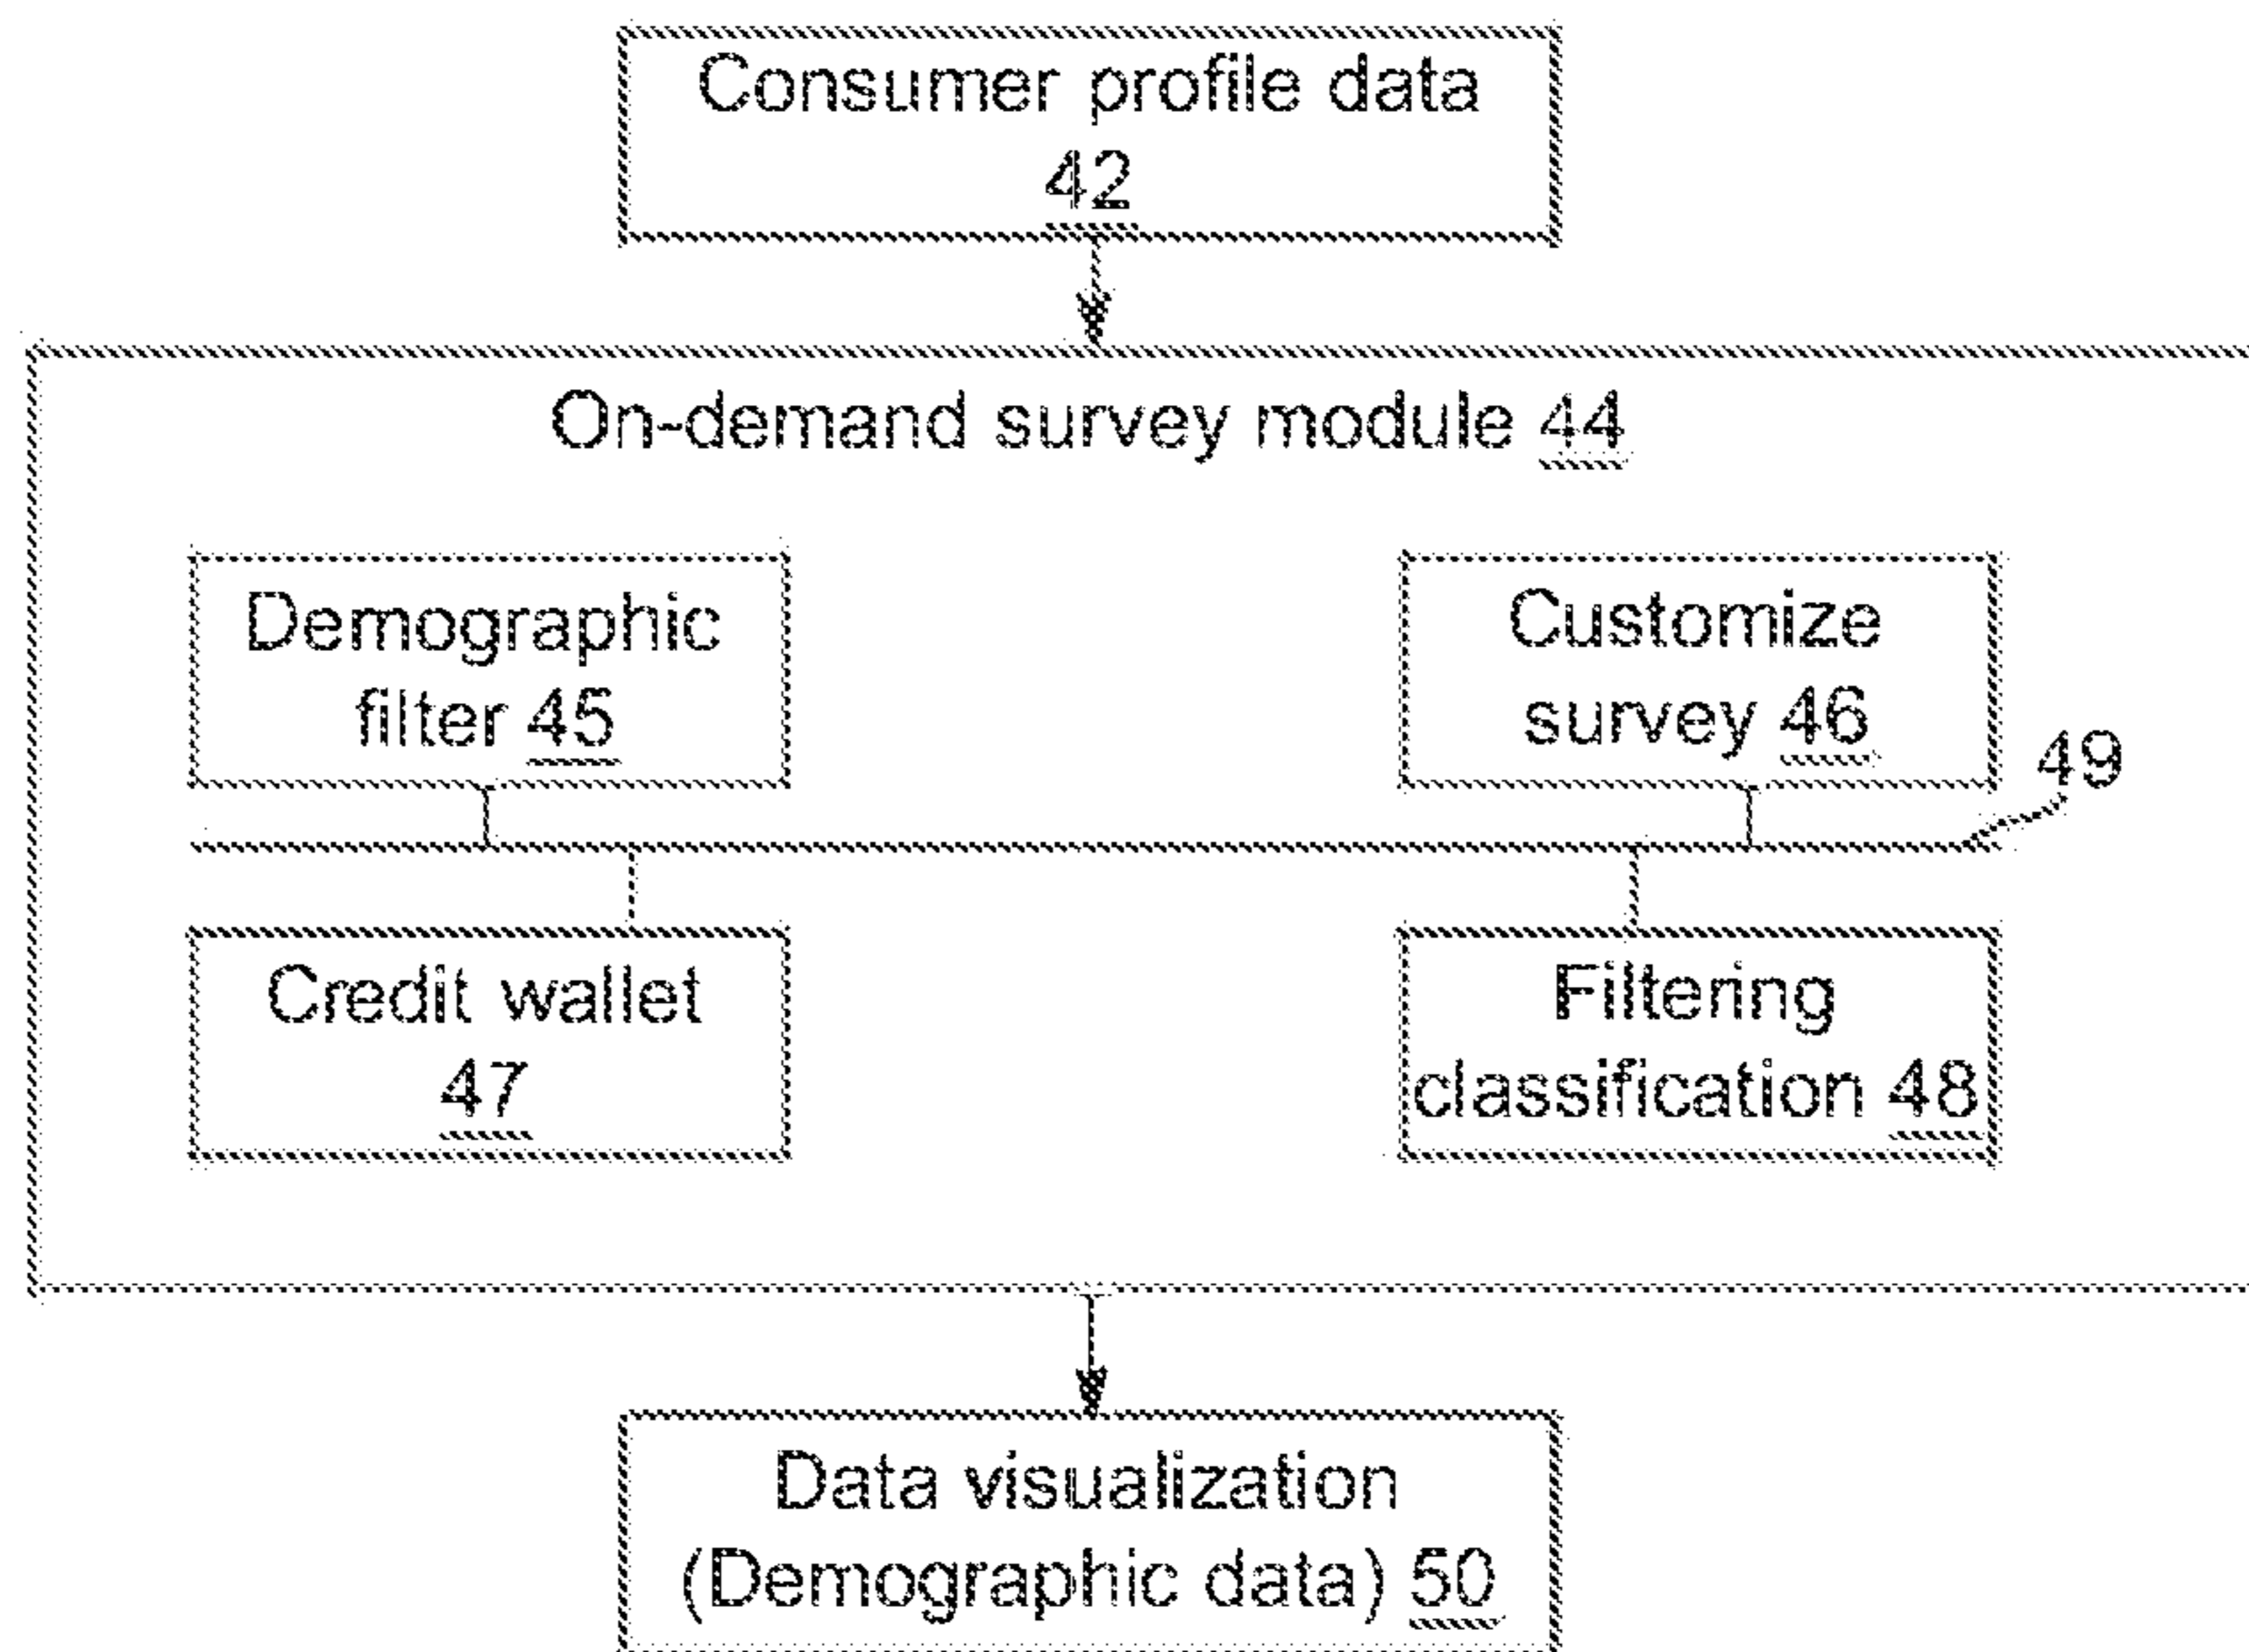 Consumer profile data
42
On-demand survey module 44
Demographic
filter 45
Customize
survey 46
49
Credit wallet
47
Filtering
classification 48
Data visualization
(Demographic data) 50